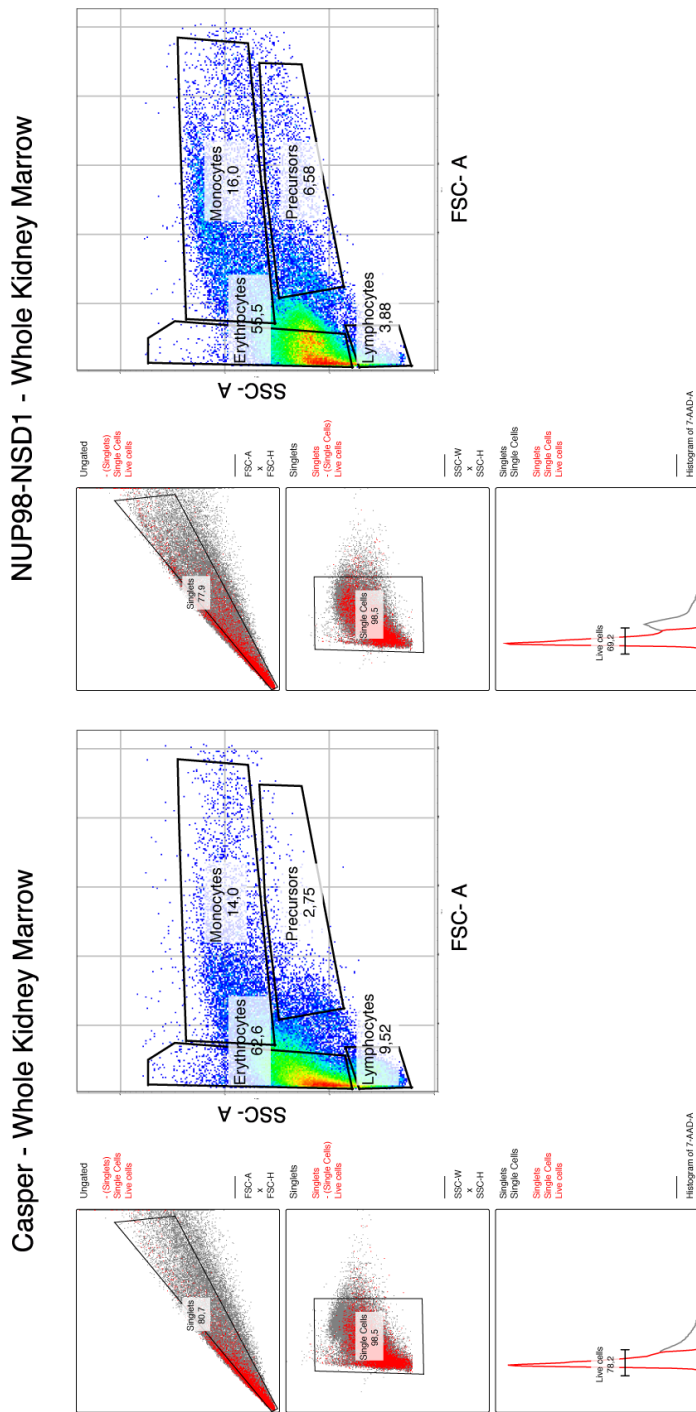 Casper - Whole Kidney Marrow
Singlets
80,7
Ungated
- (Singlets)
Single Cells
Live cells
FSC-A
x
FSC-H
Single Cells
98.5
Singlets
Singlets
- (Single Cells)
Live cells
SSC-W
x
SSC-H
Live cells
78.2
Singlets
Single Cells
Singlets
Single Cells
Live cells
Histogram of 7-AAD-A
SSC- A
Monocytes
14,0
Erythrocytes
62,6
Precursors
2,75
Lymphocytes
9,52
FSC- A
NUP98-NSD1 - Whole Kidney Marrow
Singlets
77,9
Ungated
- (Singlets)
Single Cells
Live cells
FSC-A
x
FSC-H
Single Cells
98.5
Singlets
Singlets
- (Single Cells)
Live cells
SSC-W
x
SSC-H
Live cells
69,2
Singlets
Single Cells
Singlets
Single Cells
Live cells
Histogram of 7-AAD-A
SSC- A
Monocytes
16,0
Erythrocytes
55,5
Precursors
6,58
Lymphocytes
3,88
FSC- A